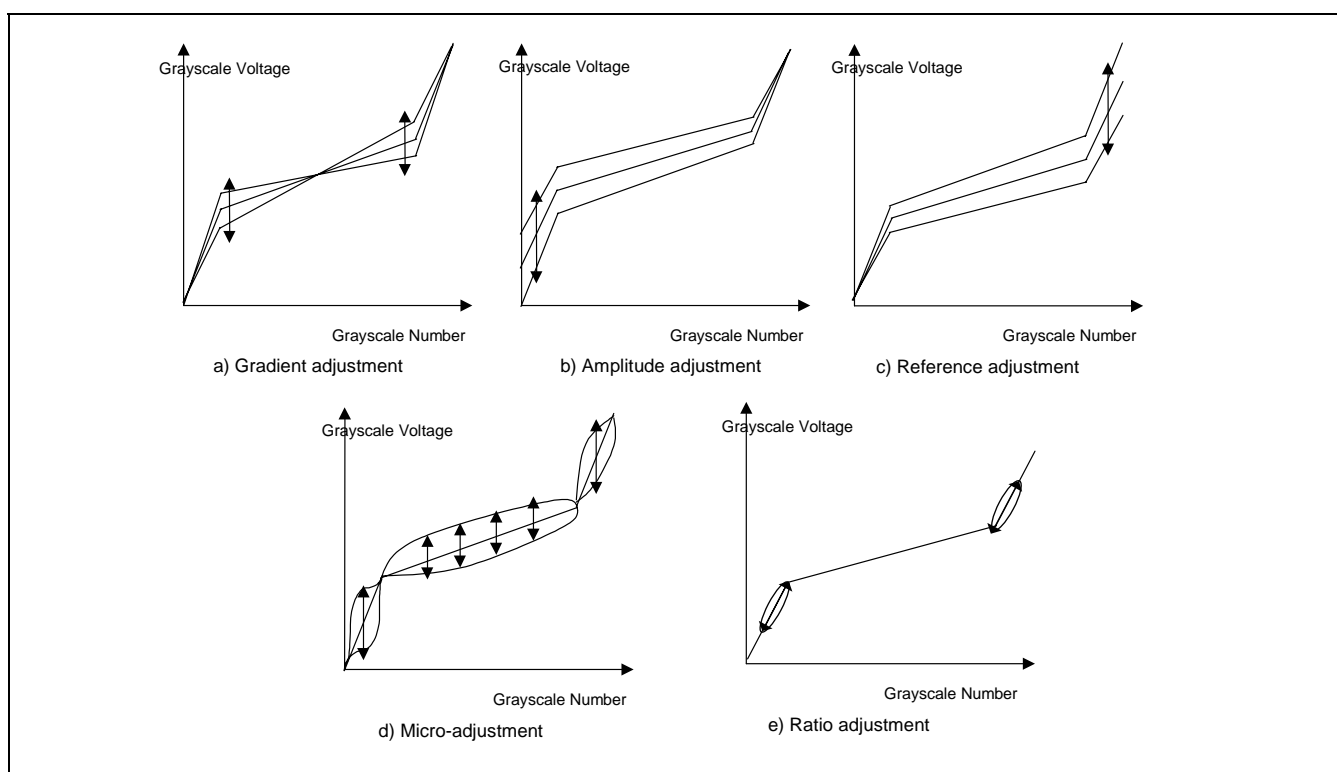 Grayscale Voltage
Grayscale Number
a) Gradient adjustment
Grayscale Voltage
Grayscale Number
b) Amplitude adjustment
Grayscale Voltage
Grayscale Number
c) Reference adjustment
Grayscale Voltage
Grayscale Number
d) Micro-adjustment
Grayscale Voltage
Grayscale Number
e) Ratio adjustment